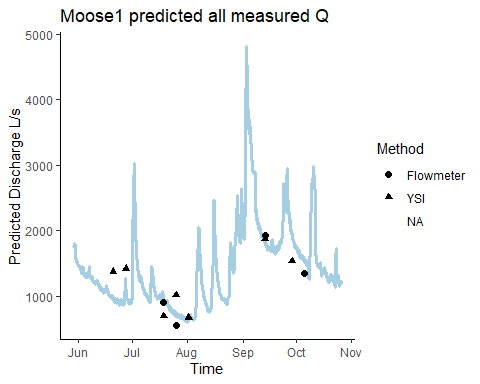 Moose1 predicted all measured Q
Predicted Discharge L/s
5000
4000
3000
2000
1000
Jun Jul Aug Sep Oct Nov
Time
Method
Flowmeter
YSI
NA